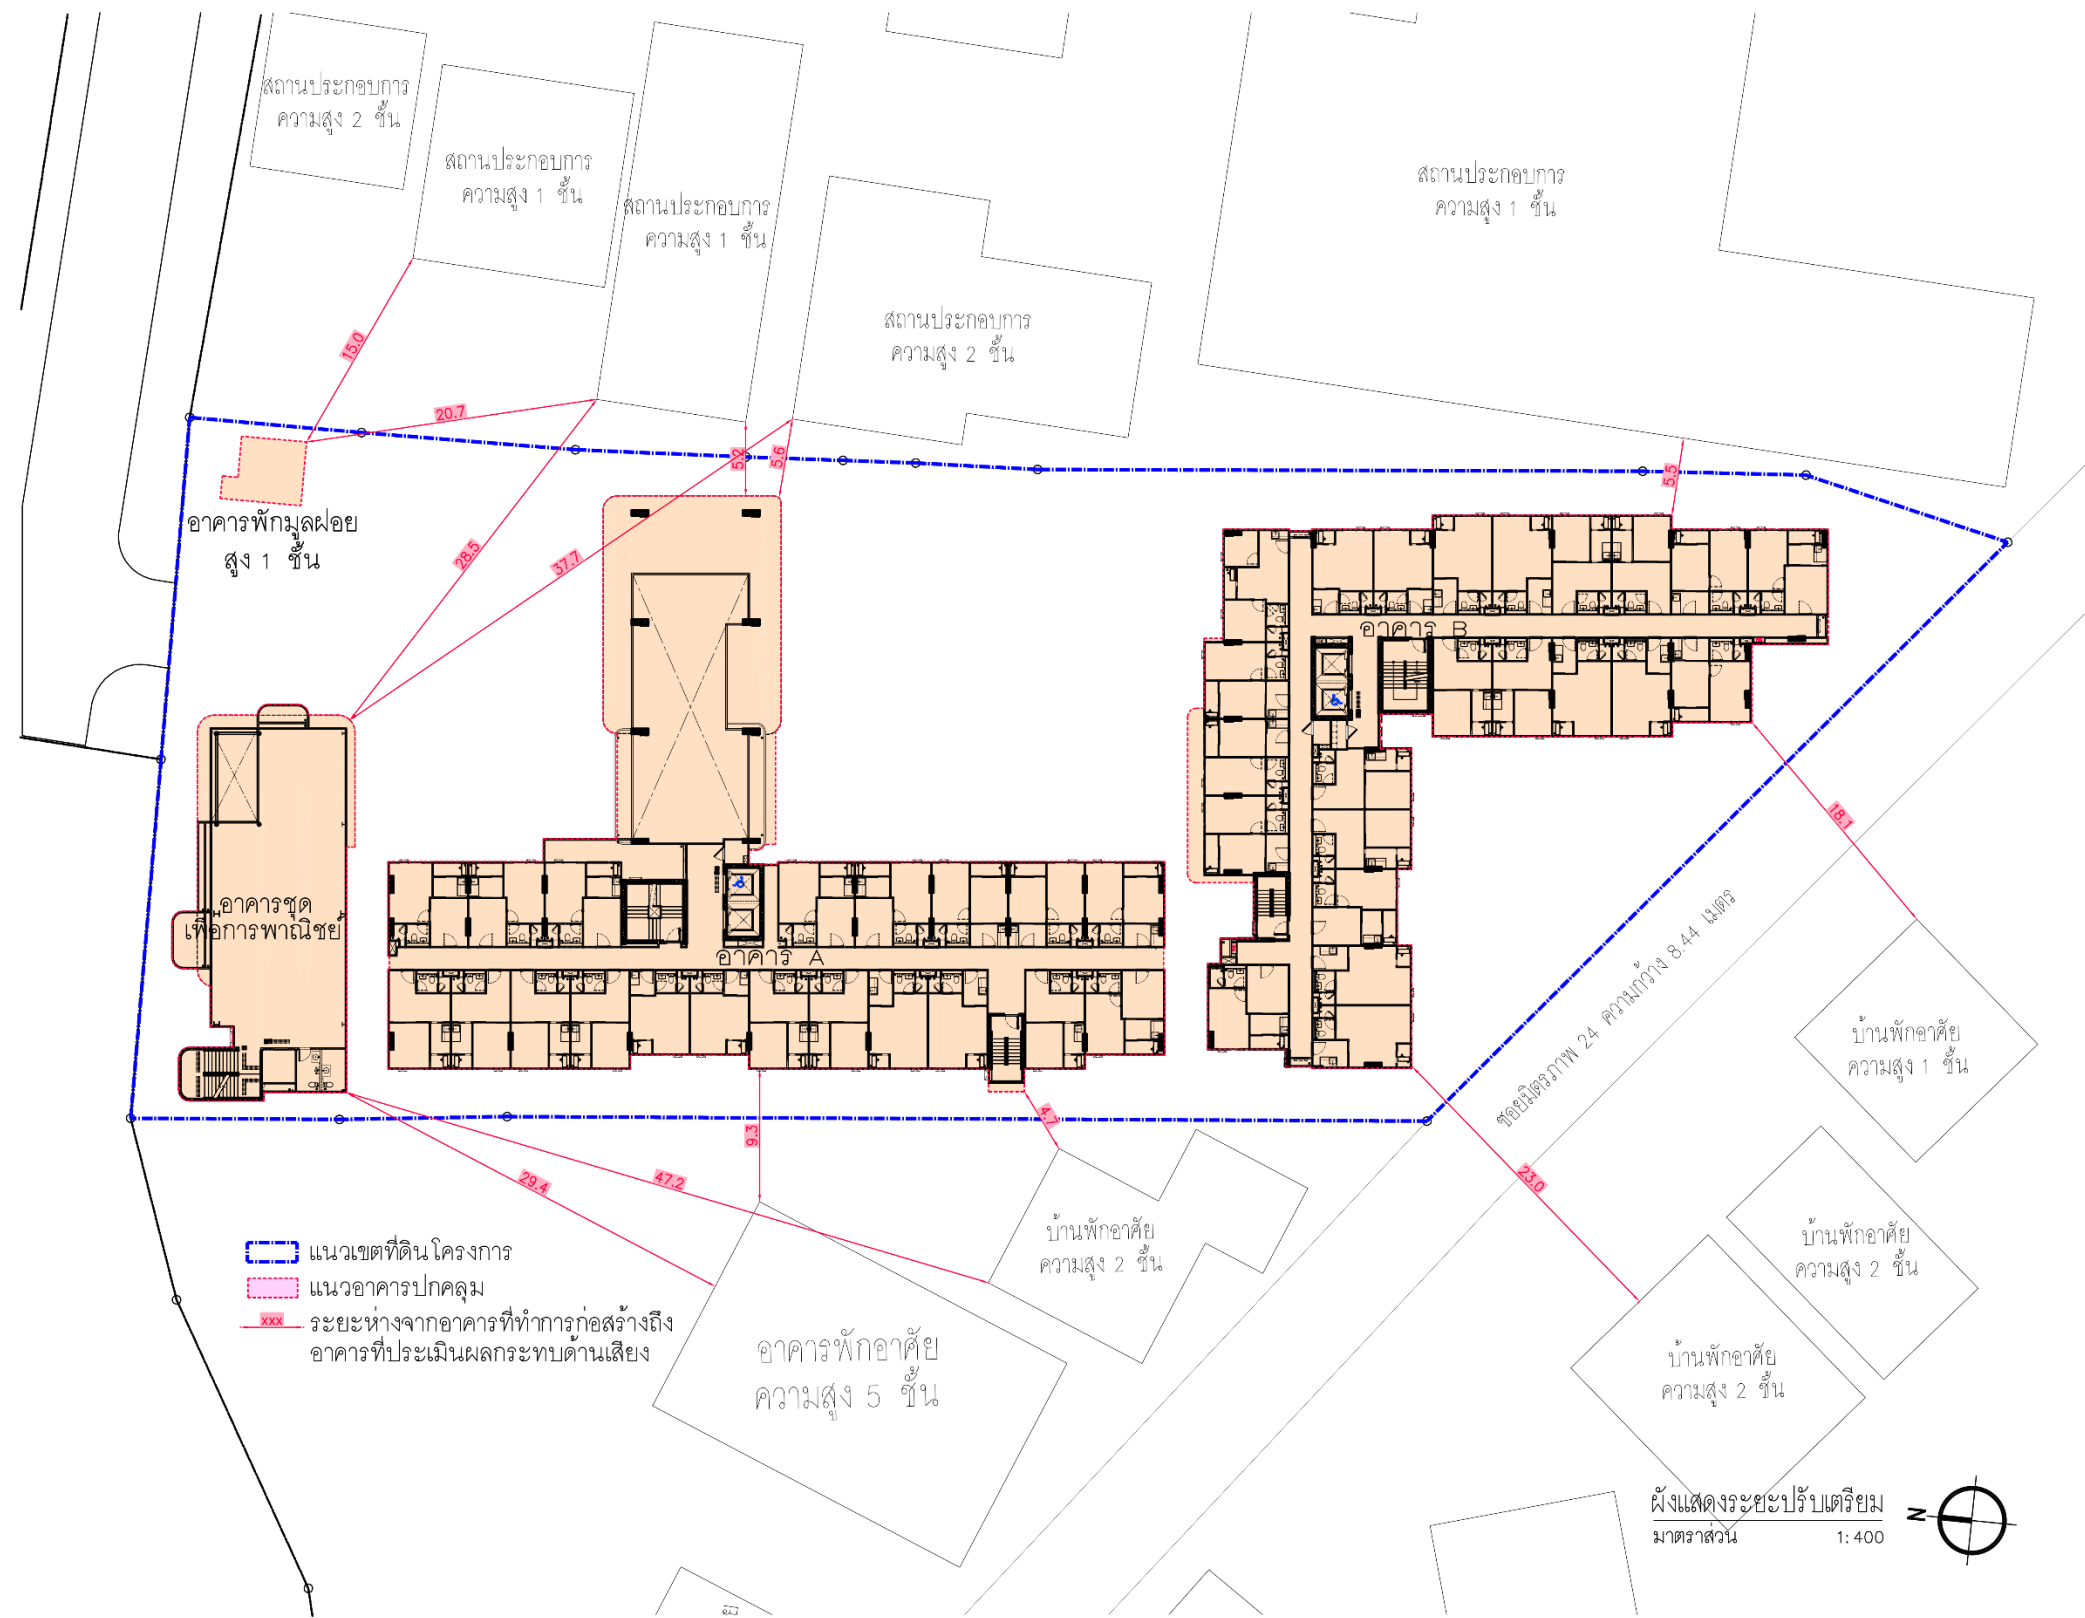 สถานประกอบการ
ความสูง 2 ชั้น
สถานประกอบการ
ความสูง 1 ชั้น
สถานประกอบการ
ความสูง 1 ชั้น
สถานประกอบการ
ความสูง 2 ชั้น
สถานประกอบการ
ความสูง 1 ชั้น
15.0
20.7
5.2
5.6
5.5
28.5
37.7
อาคารพักมูลฝอย
สูง 1 ชั้น
อาคาร B
18.1
อาคารชุด
เพื่อการพาณิชย์
อาคาร A
ซอยมิตรภาพ 24 ความกว้าง 8.44 เมตร
บ้านพักอาศัย
ความสูง 1 ชั้น
9.3
4.7
29.4
47.2
23.0
บ้านพักอาศัย
ความสูง 2 ชั้น
บ้านพักอาศัย
ความสูง 2 ชั้น
แนวเขตที่ดินโครงการ
แนวอาคารปกคลุม
xxx ระยะห่างจากอาคารที่ทำการก่อสร้างถึง
อาคารที่ประเมินผลกระทบด้านเสียง
อาคารพักอาศัย
ความสูง 5 ชั้น
บ้านพักอาศัย
ความสูง 2 ชั้น
ผังแสดงระยะปรับเตรียม
มาตราส่วน 1:400
N